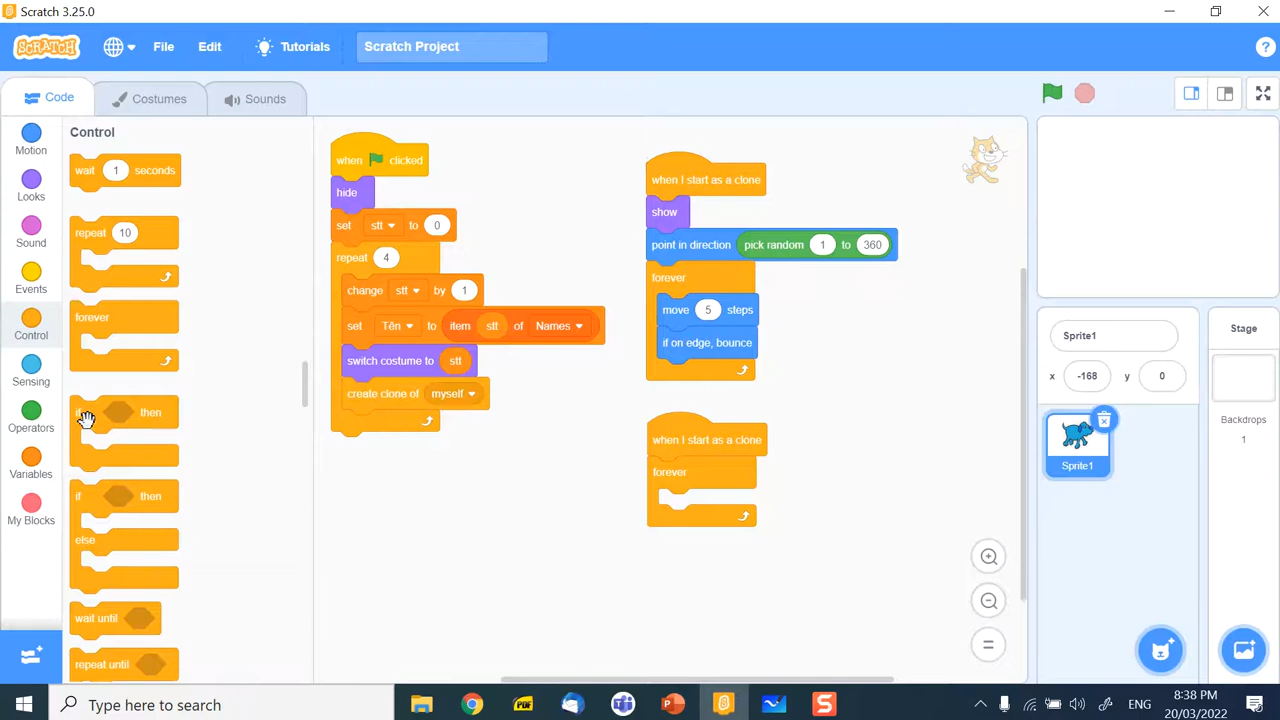 Scratch 3.25.0
SCRATCH
File
Edit
Tutorials
Scratch Project
?
Code
Costumes
Sounds
Motion
Looks
Sound
Events
Control
Sensing
Operators
Variables
My Blocks
Control
wait 1 seconds
repeat 10
forever
if then
if then
else
wait until
repeat until
when clicked
hide
set stt to 0
repeat 4
change stt by 1
set Tên to item stt of Names
switch costume to stt
create clone of myself
when I start as a clone
show
point in direction pick random 1 to 360
forever
move 5 steps
if on edge, bounce
when I start as a clone
forever
Sprite1
x -168 y 0
Sprite1
Stage
Backdrops
1
Type here to search
PDF
ENG
8:38 PM
20/03/2022